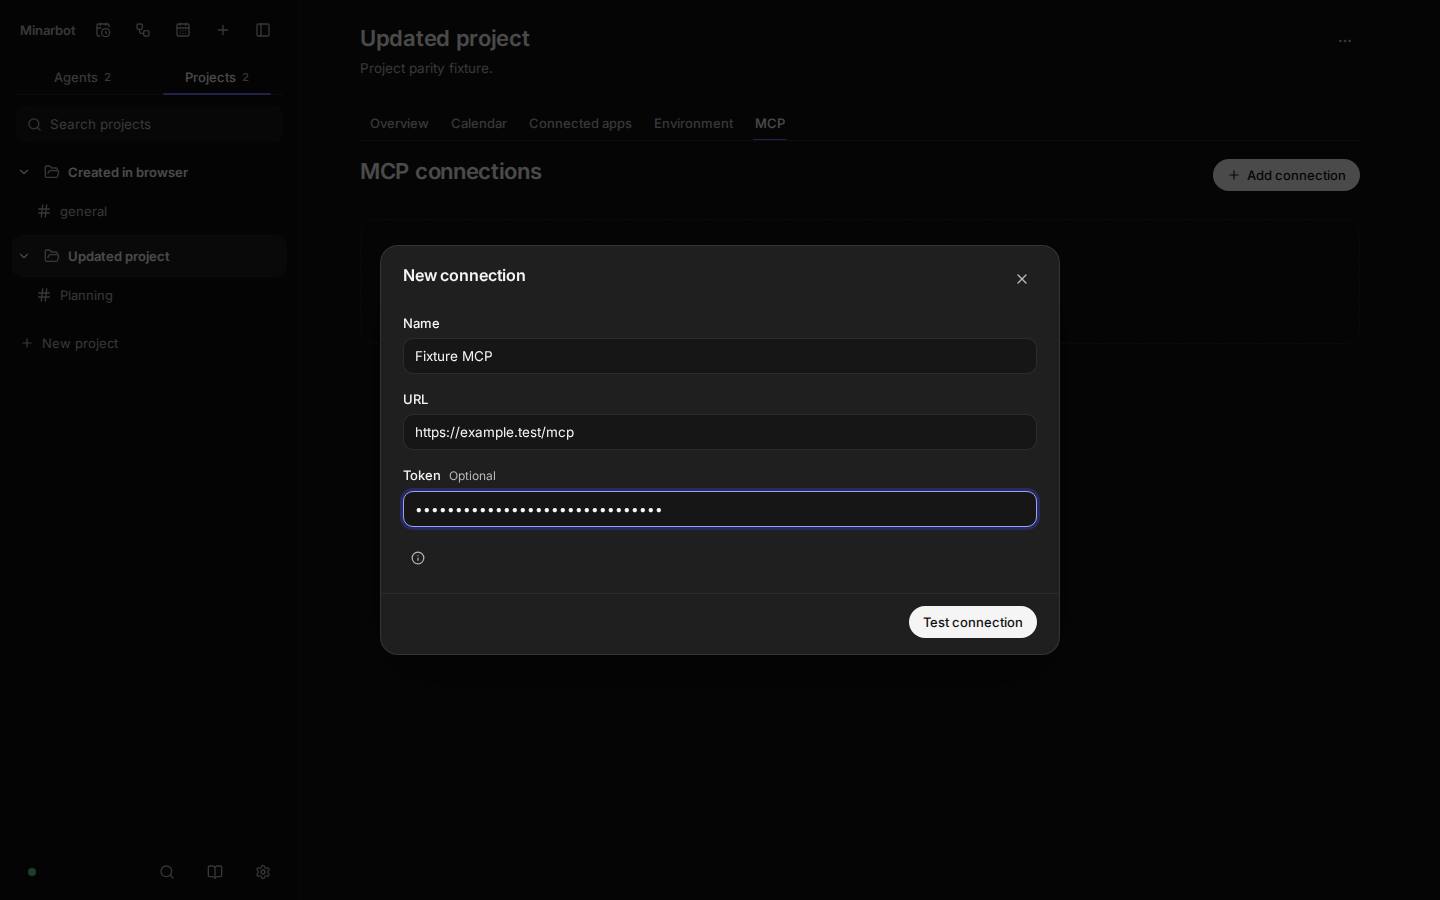 Minarbot
Agents 2
Projects 2
Search projects
Created in browser
general
Updated project
Planning
New project
Updated project
Project parity fixture.
Overview
Calendar
Connected apps
Environment
MCP
MCP connections
Add connection
New connection
Name
Fixture MCP
URL
https://example.test/mcp
Token Optional
Test connection